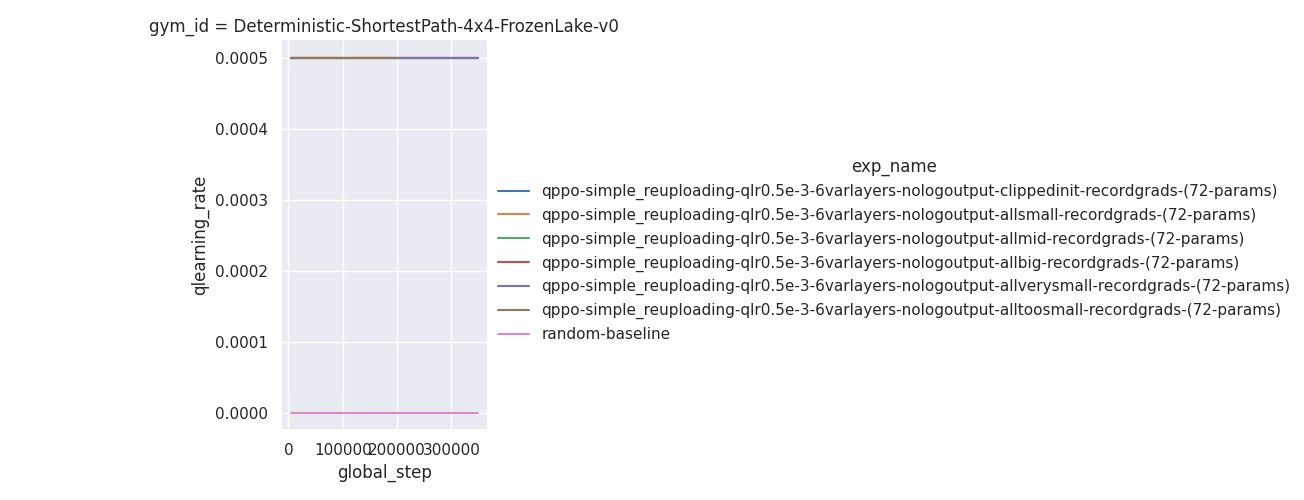 gym_id = Deterministic-ShortestPath-4x4-FrozenLake-v0
0.0005
0.0004
0.0003
0.0002
0.0001
0.0000
qlearning_rate
0 100000 200000 300000
global_step
exp_name
qppo-simple_reuploading-qlr0.5e-3-6varlayers-nologoutput-clippedinit-recordgrads-(72-params)
qppo-simple_reuploading-qlr0.5e-3-6varlayers-nologoutput-allsmall-recordgrads-(72-params)
qppo-simple_reuploading-qlr0.5e-3-6varlayers-nologoutput-allmid-recordgrads-(72-params)
qppo-simple_reuploading-qlr0.5e-3-6varlayers-nologoutput-allbig-recordgrads-(72-params)
qppo-simple_reuploading-qlr0.5e-3-6varlayers-nologoutput-allverysmall-recordgrads-(72-params)
qppo-simple_reuploading-qlr0.5e-3-6varlayers-nologoutput-alltoosmall-recordgrads-(72-params)
random-baseline